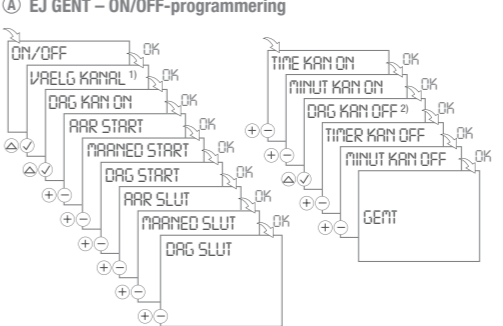 Ⓐ EJ GENT – ON/OFF-programmering
ON/OFF
OK
VAELG KANAL 1)
OK
DAG KAN ON
OK
AAR START
OK
MAANED START
OK
DAG START
OK
AAR SLUT
OK
MAANED SLUT
OK
DAG SLUT
TIME KAN ON
OK
MINUT KAN ON
OK
DAG KAN OFF 2)
OK
TIMER KAN OFF
OK
MINUT KAN OFF
OK
GEMT